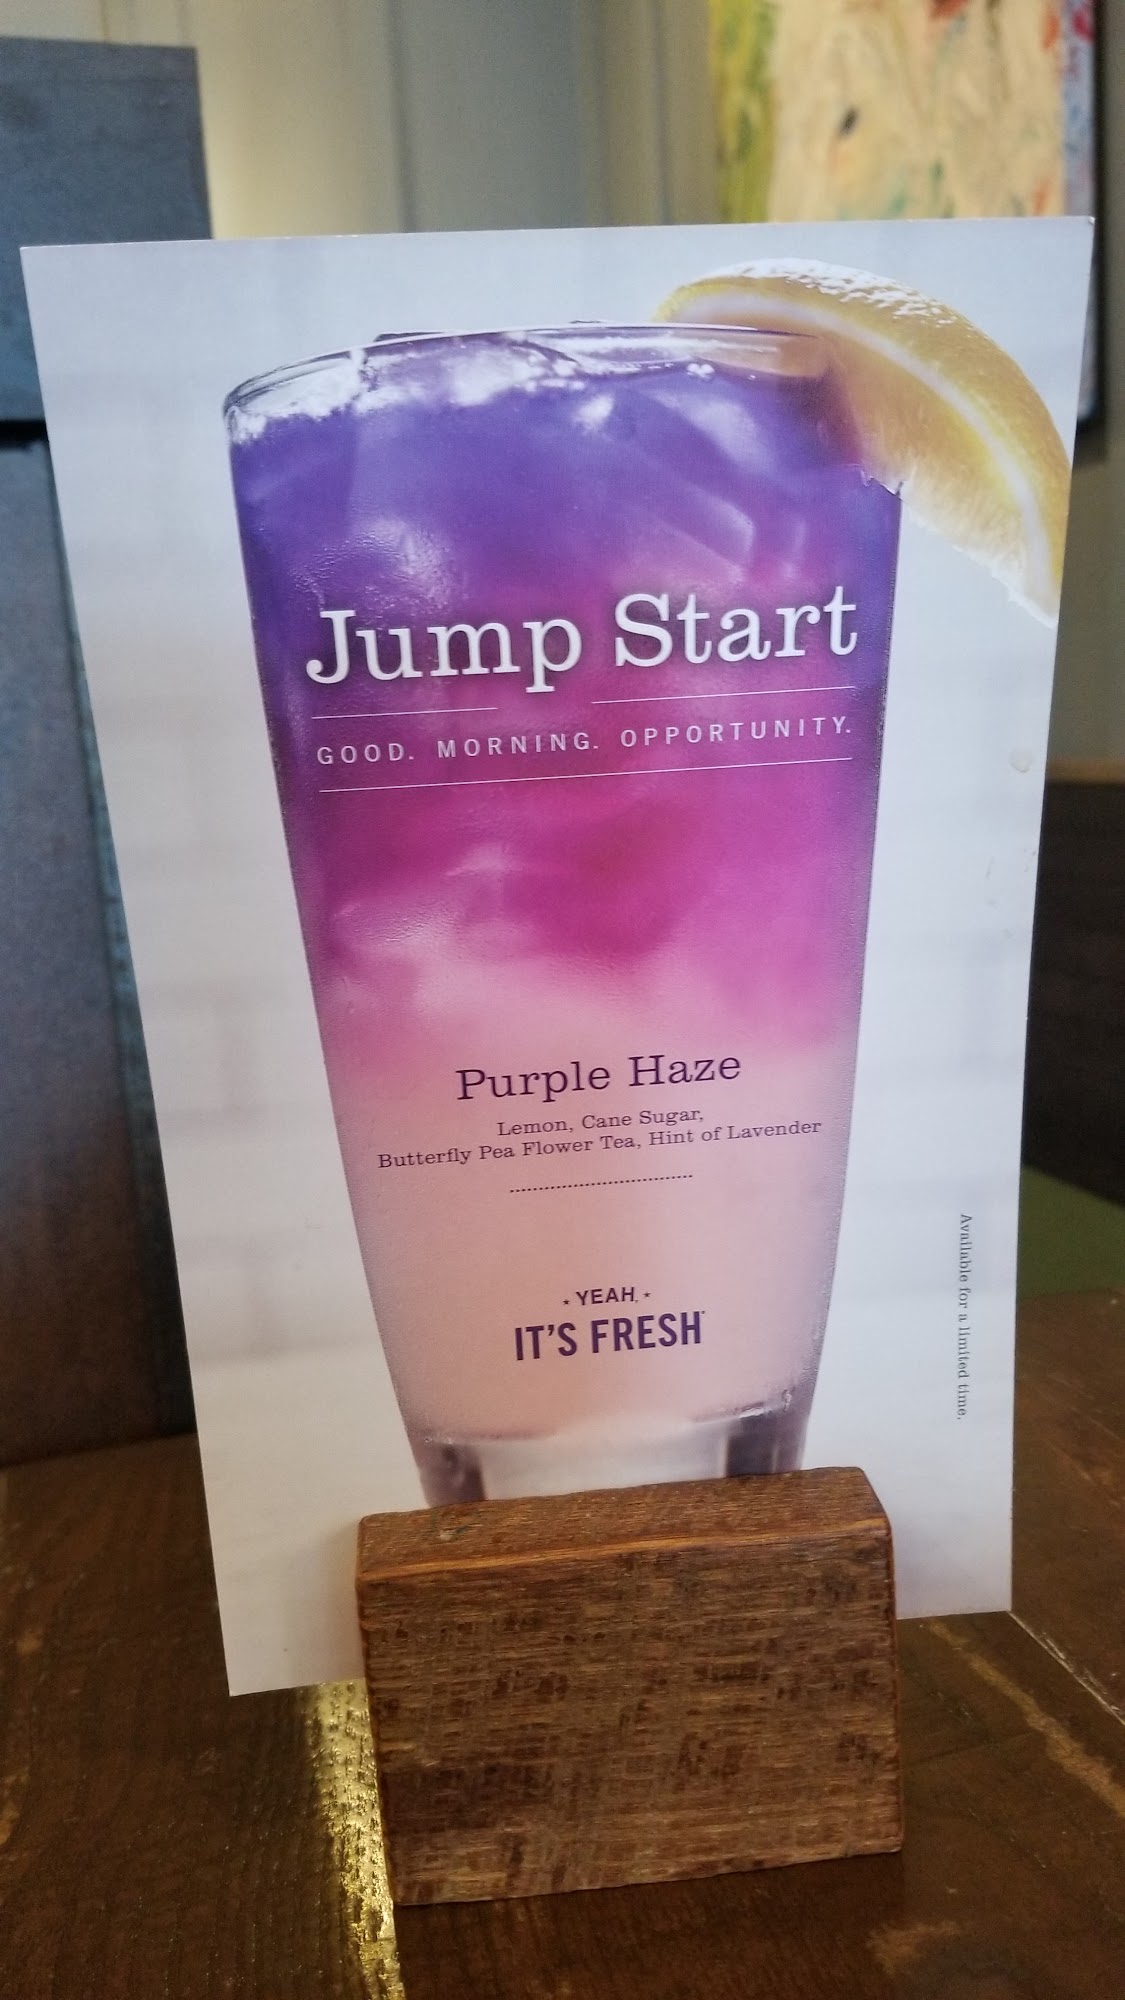 Jump Start
GOOD. MORNING. OPPORTUNITY.
Purple Haze
Lemon, Cane Sugar,
Butterfly Pea Flower Tea, Hint of Lavender
YEAH,
IT'S FRESH
Available for a limited time.